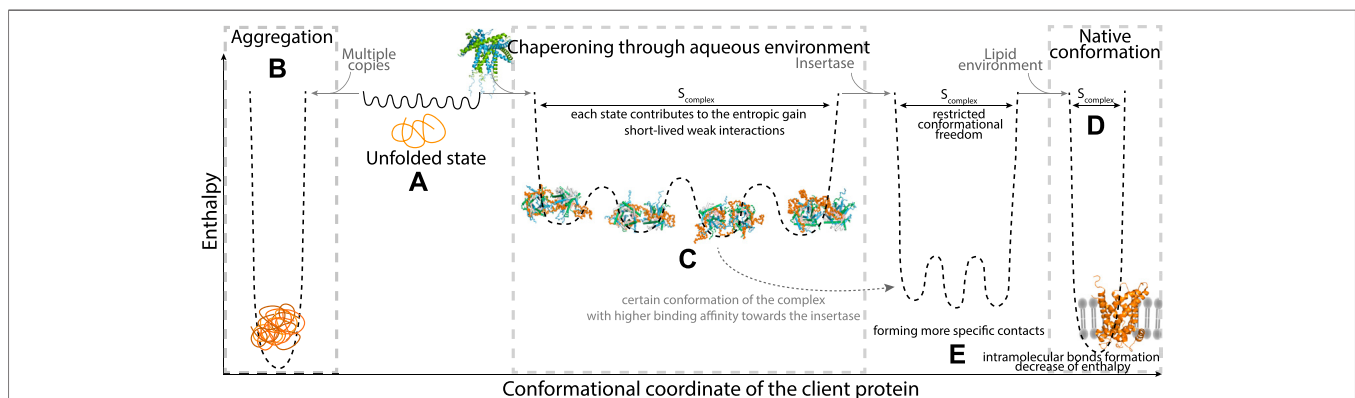 Aggregation
B
Multiple
copies
Unfolded state
A
Chaperoning through aqueous environment
Insertase
S complex
each state contributes to the entropic gain
short-lived weak interactions
C
certain conformation of the complex
with higher binding affinity towards the insertase
Lipid
environment
S complex
restricted
conformational
freedom
forming more specific contacts
E
Native
conformation
S complex
D
intramolecular bonds formation
decrease of enthalpy
Enthalpy
Conformational coordinate of the client protein